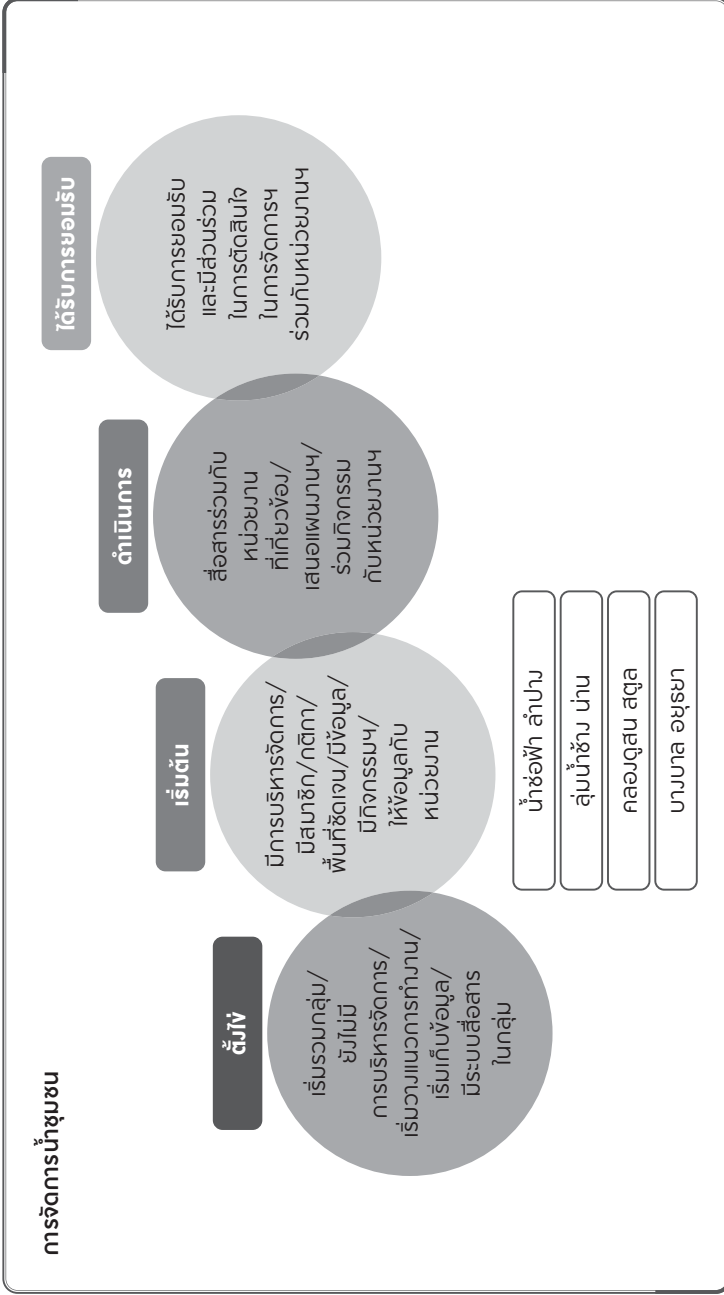 การจัดการน้ำชุมชน
ตั้งไข่
เริ่มรวมกลุ่ม/
ยังไม่มี
การบริหารจัดการ/
เริ่มวางแนวการทำงาน/
เริ่มเก็บข้อมูล/
มีระบบสื่อสาร
ในกลุ่ม
เริ่มต้น
มีการบริหารจัดการ/
มีสมาชิก/กติกา/
พื้นที่ชัดเจน/มีข้อมูล/
มีกิจกรรมฯ/
ให้ข้อมูลกับ
หน่วยงาน
ดำเนินการ
สื่อสารร่วมกับ
หน่วยงาน
ที่เกี่ยวข้อง/
เสนอแผนงานฯ/
ร่วมกิจกรรม
กับหน่วยงานฯ
ได้รับการยอมรับ
ได้รับการยอมรับ
และมีส่วนร่วม
ในการตัดสินใจ
ในการจัดการฯ
ร่วมกับหน่วยงานฯ
น้ำช่อฟ้า ลำปาง
ลุ่มน้ำช้าง น่าน
คลองดูสน สตูล
บางบาล อยุธยา